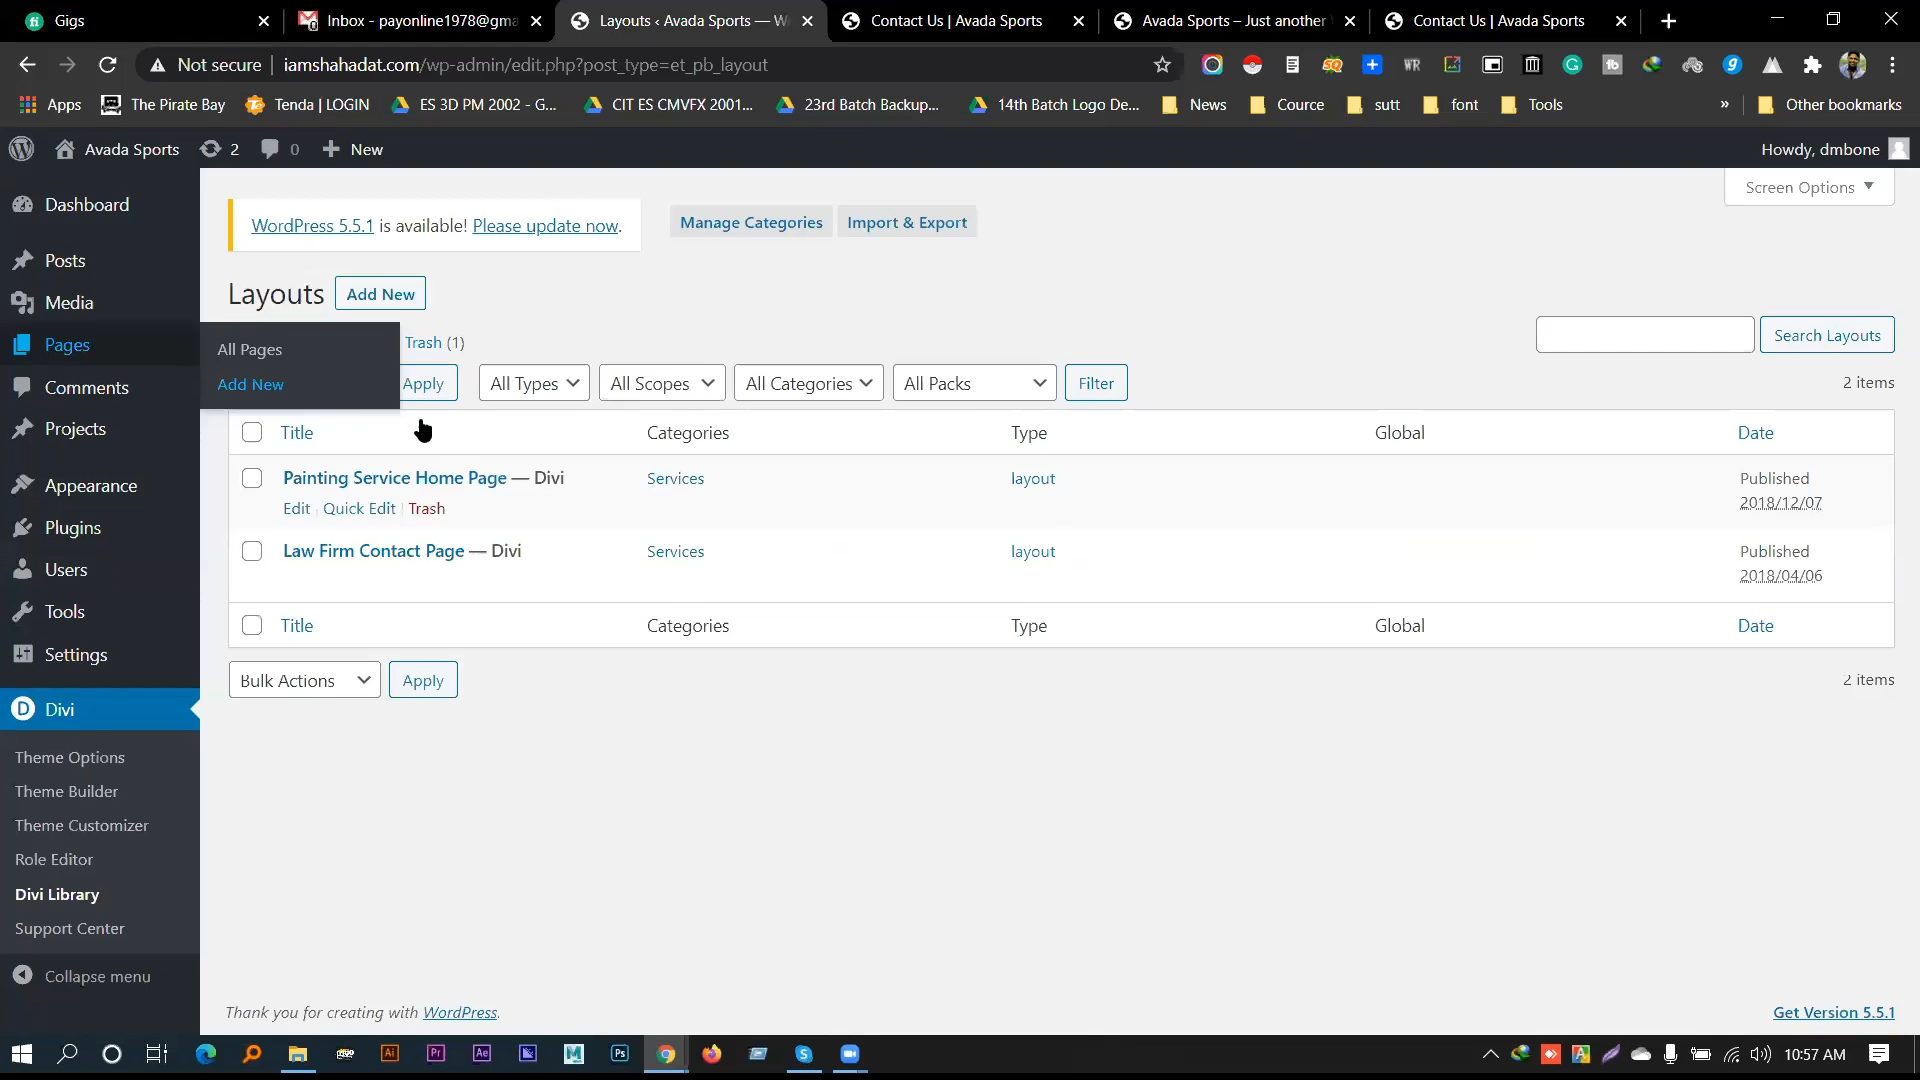 Gigs
Inbox - payonline1978@gma
Layouts ‹ Avada Sports — W
Contact Us | Avada Sports
Avada Sports – Just another
Contact Us | Avada Sports
Not secure
iamshahadat.com/wp-admin/edit.php?post_type=et_pb_layout
Apps
The Pirate Bay
Tenda | LOGIN
ES 3D PM 2002 - G...
CIT ES CMVFX 2001...
23rd Batch Backup...
14th Batch Logo De...
News
Cource
sutt
font
Tools
»
Other bookmarks
Avada Sports
2
0
+ New
Howdy, dmbone
Screen Options
Dashboard
Posts
Media
Pages
All Pages
Add New
Comments
Projects
Appearance
Plugins
Users
Tools
Settings
Divi
Theme Options
Theme Builder
Theme Customizer
Role Editor
Divi Library
Support Center
Collapse menu
WordPress 5.5.1 is available! Please update now.
Manage Categories
Import & Export
Layouts
Add New
Trash (1)
Search Layouts
Apply
All Types
All Scopes
All Categories
All Packs
Filter
2 items
Title
Categories
Type
Global
Date
Painting Service Home Page — Divi
Edit | Quick Edit | Trash
Services
layout
Published
2018/12/07
Law Firm Contact Page — Divi
Services
layout
Published
2018/04/06
Title
Categories
Type
Global
Date
Bulk Actions
Apply
2 items
Thank you for creating with WordPress.
Get Version 5.5.1
Ai
Pr
Ae
M
Ps
S
10:57 AM